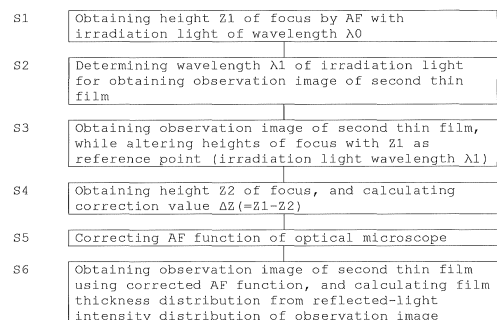 S1 Obtaining height Z1 of focus by AF with
irradiation light of wavelength λ0
S2 Determining wavelength λ1 of irradiation light
for obtaining observation image of second thin
film
S3 Obtaining observation image of second thin film,
while altering heights of focus with Z1 as
reference point (irradiation light wavelength λ1)
S4 Obtaining height Z2 of focus, and calculating
correction value ΔZ(=Z1-Z2)
S5 Correcting AF function of optical microscope
S6 Obtaining observation image of second thin film
using corrected AF function, and calculating film
thickness distribution from reflected-light
intensity distribution of observation image